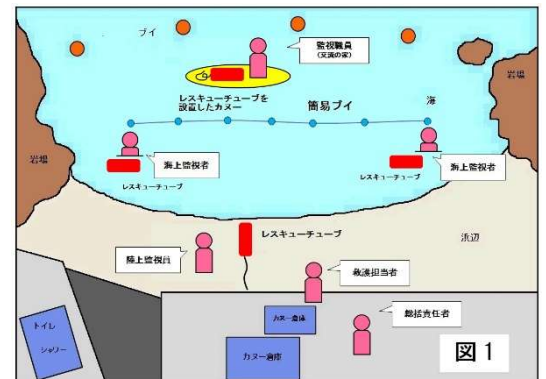 ブイ
監視職員
(交流の家)
岩場
レスキューチューブを
設置したカヌー
簡易ブイ
海
岩場
海上監視者
海上監視者
レスキューチューブ
レスキューチューブ
レスキューチューブ
浜辺
陸上監視員
救護担当者
カヌー倉庫
総括責任者
トイレ
シャワー
カヌー倉庫
図1